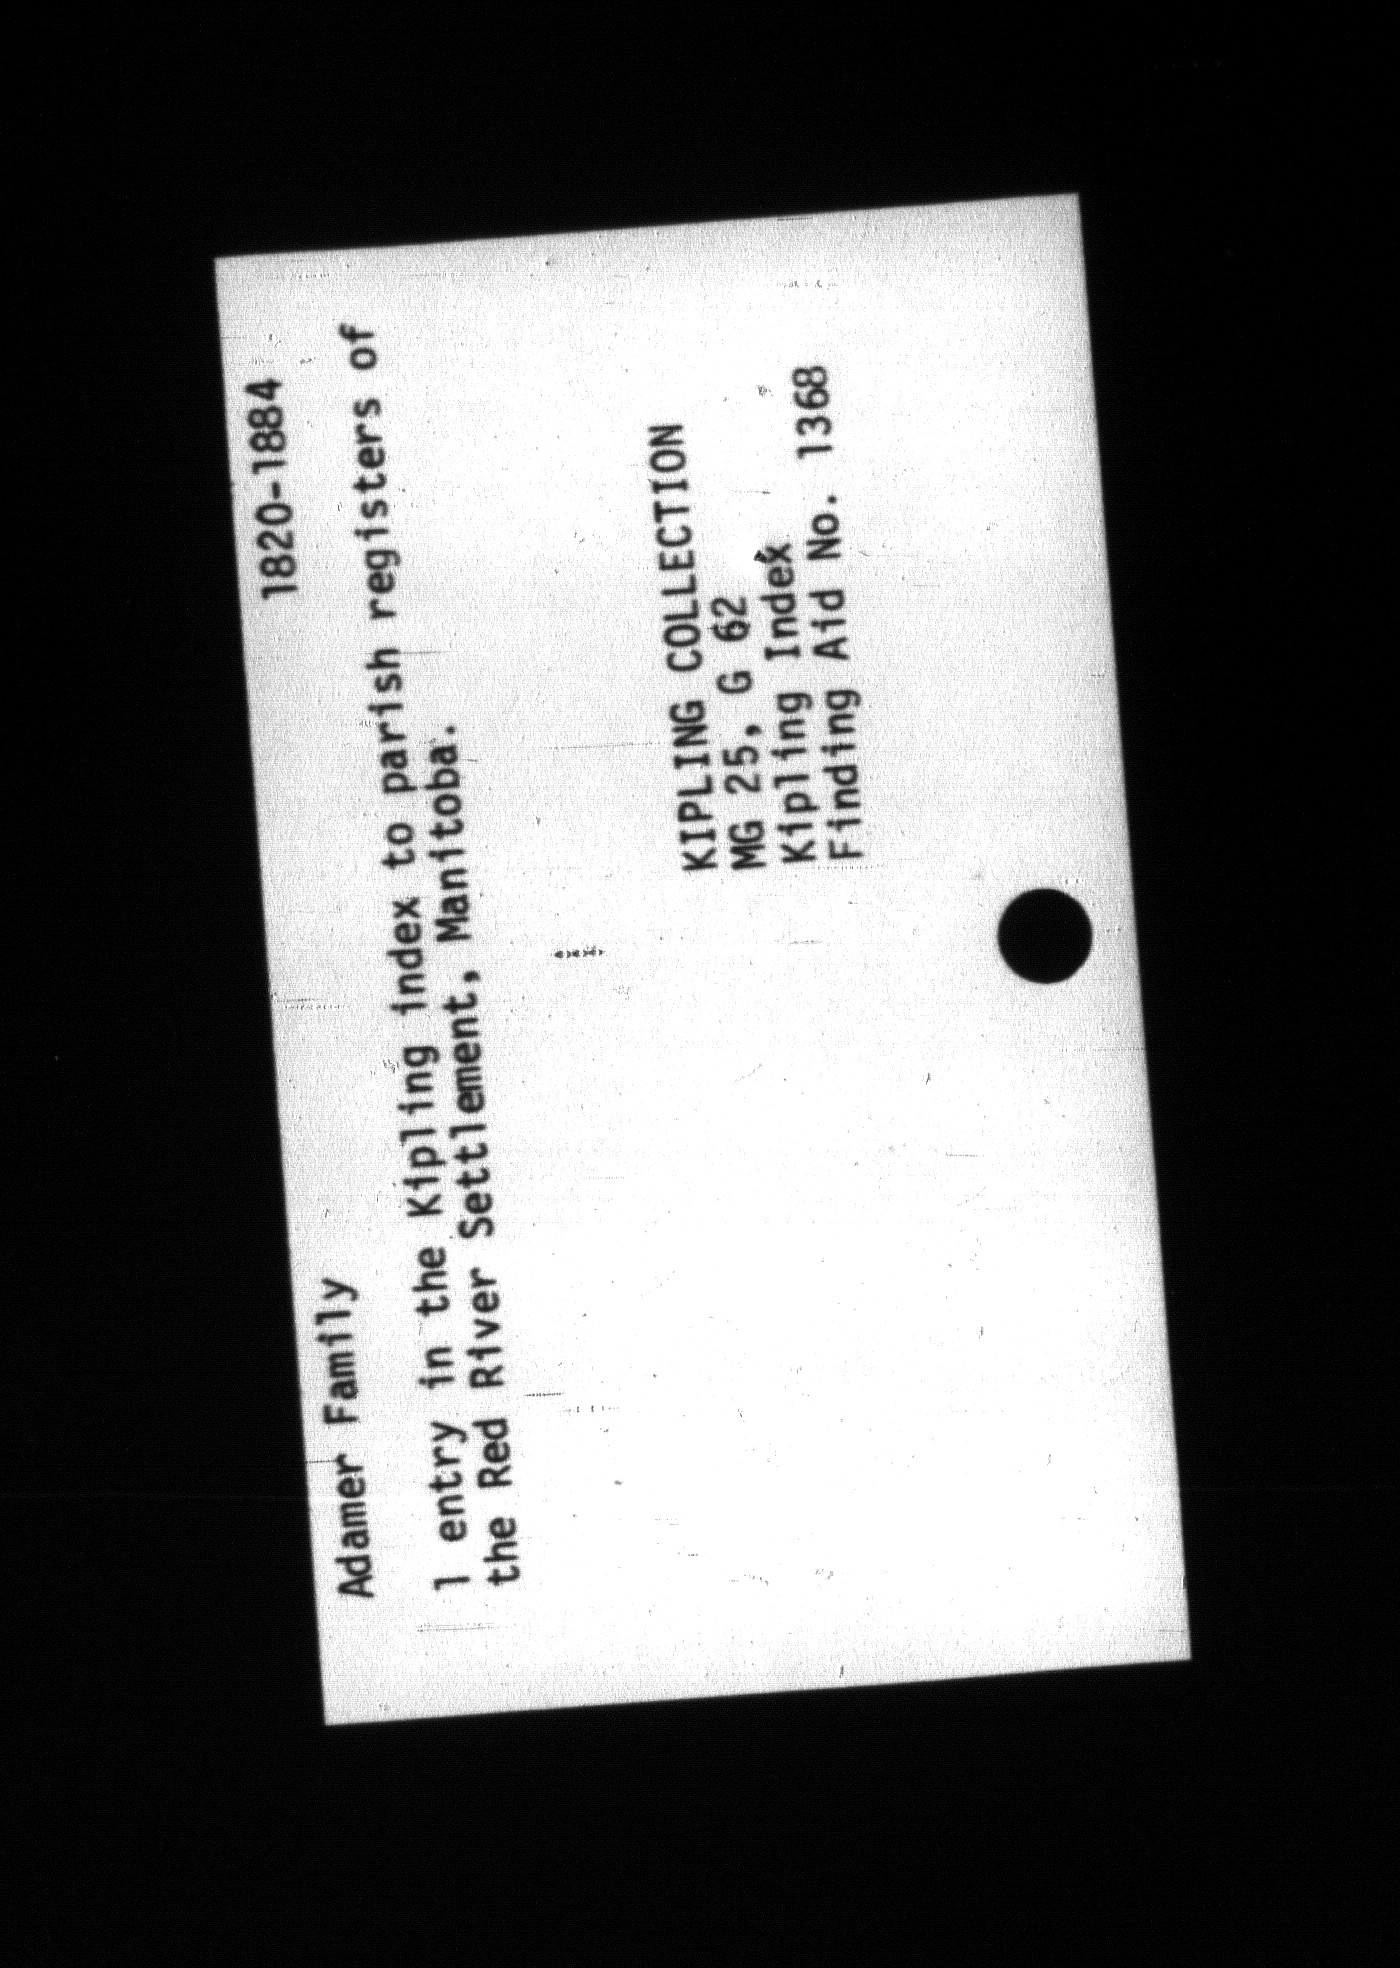 Adamer Family 1820-1884
1 entry in the Kipling index to parish registers of
the Red River Settlement, Manitoba.
KIPLING COLLECTION
MG 25, G 62
Kipling Index
Finding Aid No. 1368